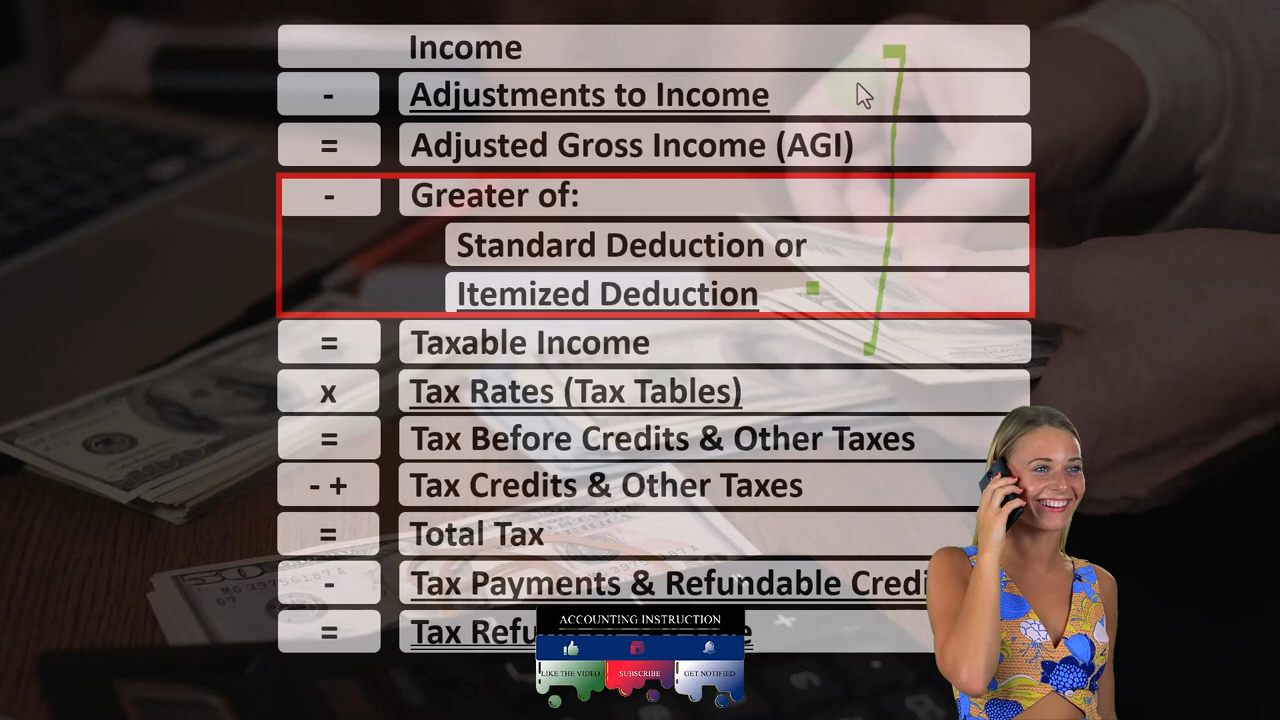 Income
- Adjustments to Income
= Adjusted Gross Income (AGI)
- Greater of:
Standard Deduction or
Itemized Deduction
= Taxable Income
x Tax Rates (Tax Tables)
= Tax Before Credits & Other Taxes
- + Tax Credits & Other Taxes
= Total Tax
- Tax Payments & Refundable
= Tax
ACCOUNTING INSTRUCTION
LIKE THE VIDEO SUBSCRIBE GET NOTIFIED